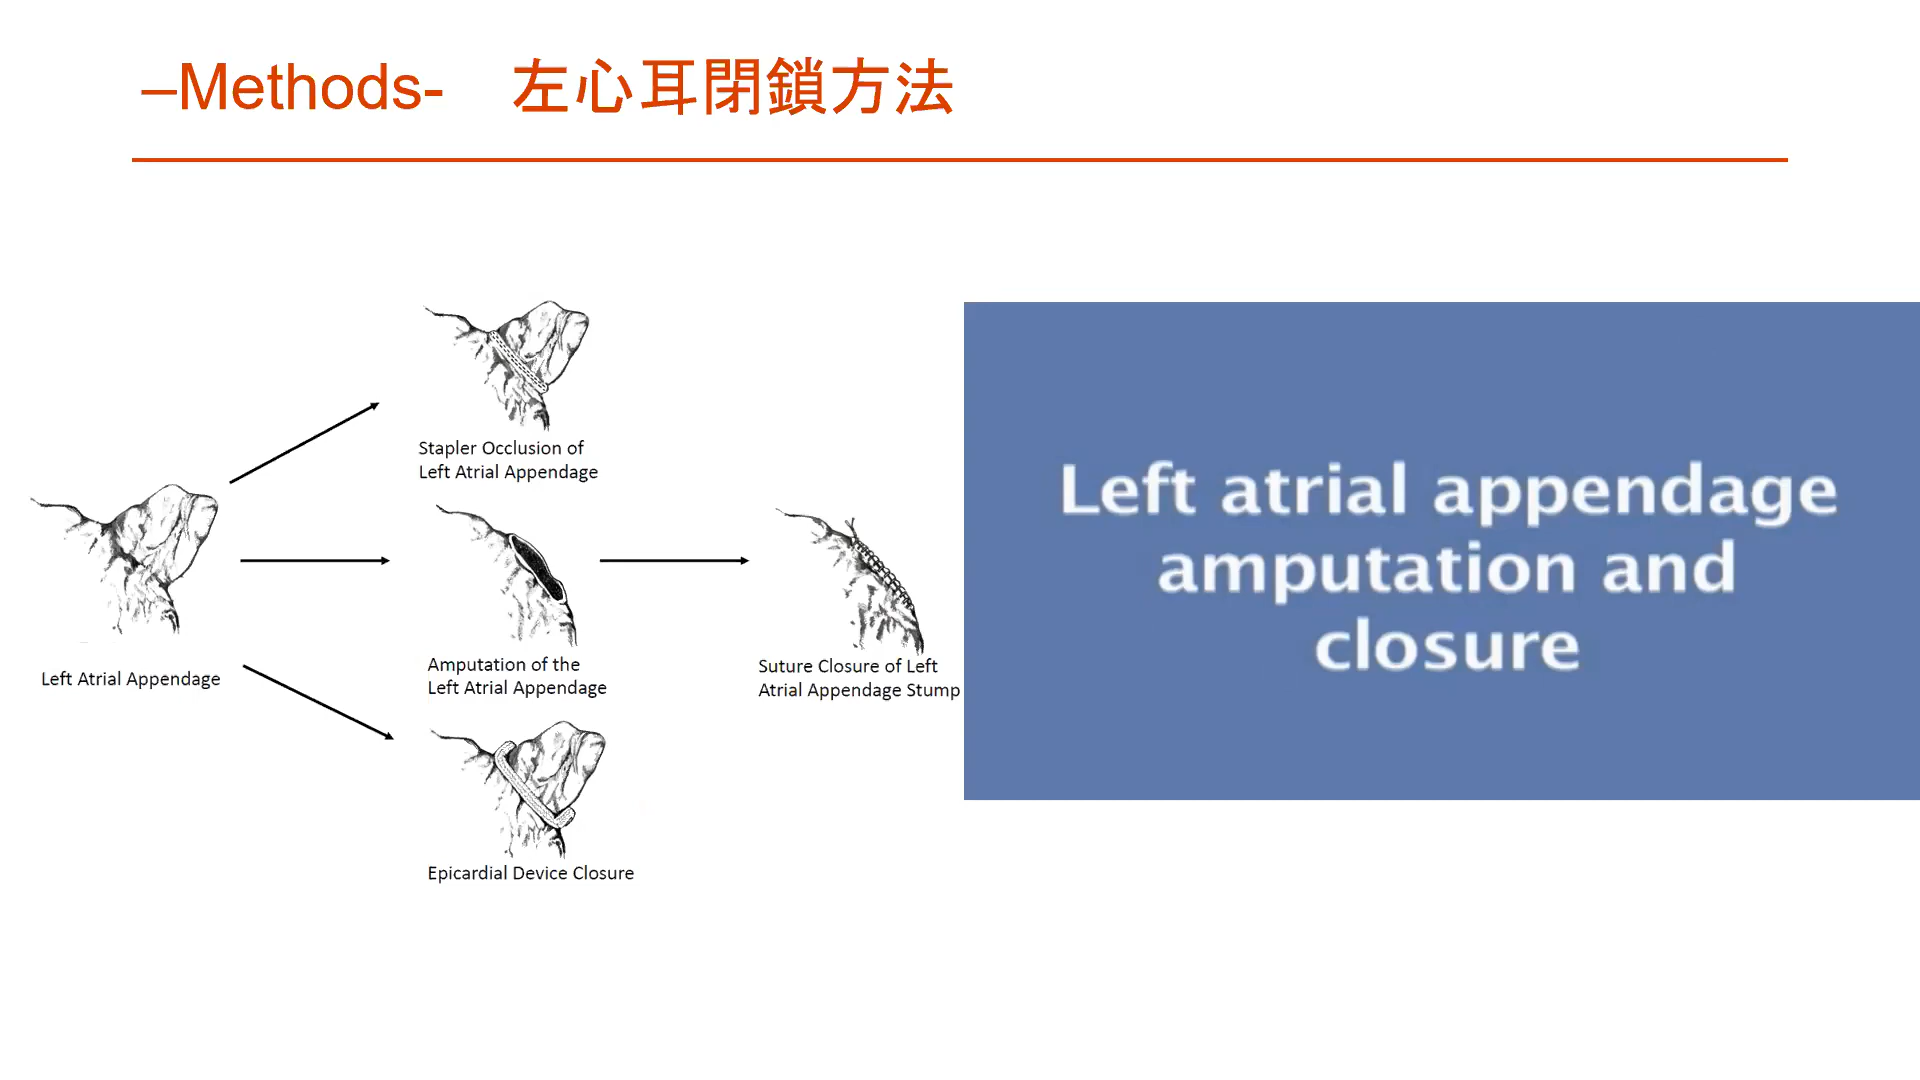 –Methods- 左心耳閉鎖方法
Stapler Occlusion of
Left Atrial Appendage
Left Atrial Appendage
Amputation of the
Left Atrial Appendage
Suture Closure of Left
Atrial Appendage Stump
Epicardial Device Closure
Left atrial appendage
amputation and
closure